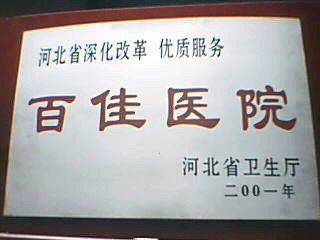 河北省深化改革 优质服务
百佳医院
河北省卫生厅
二00一年